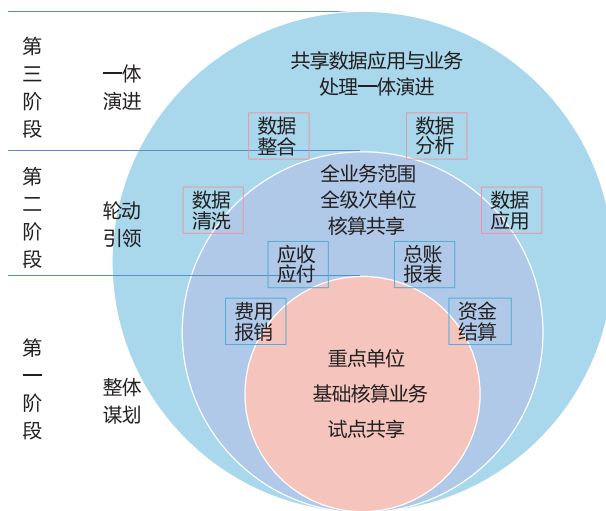 第
三
阶
段
一体
演进
共享数据应用与业务
处理一体演进
数据
整合
数据
分析
第
二
阶
段
轮动
引领
数据
清洗
全业务范围
全级次单位
核算共享
数据
应用
应收
应付
总账
报表
费用
报销
资金
结算
第
一
阶
段
整体
谋划
重点单位
基础核算业务
试点共享